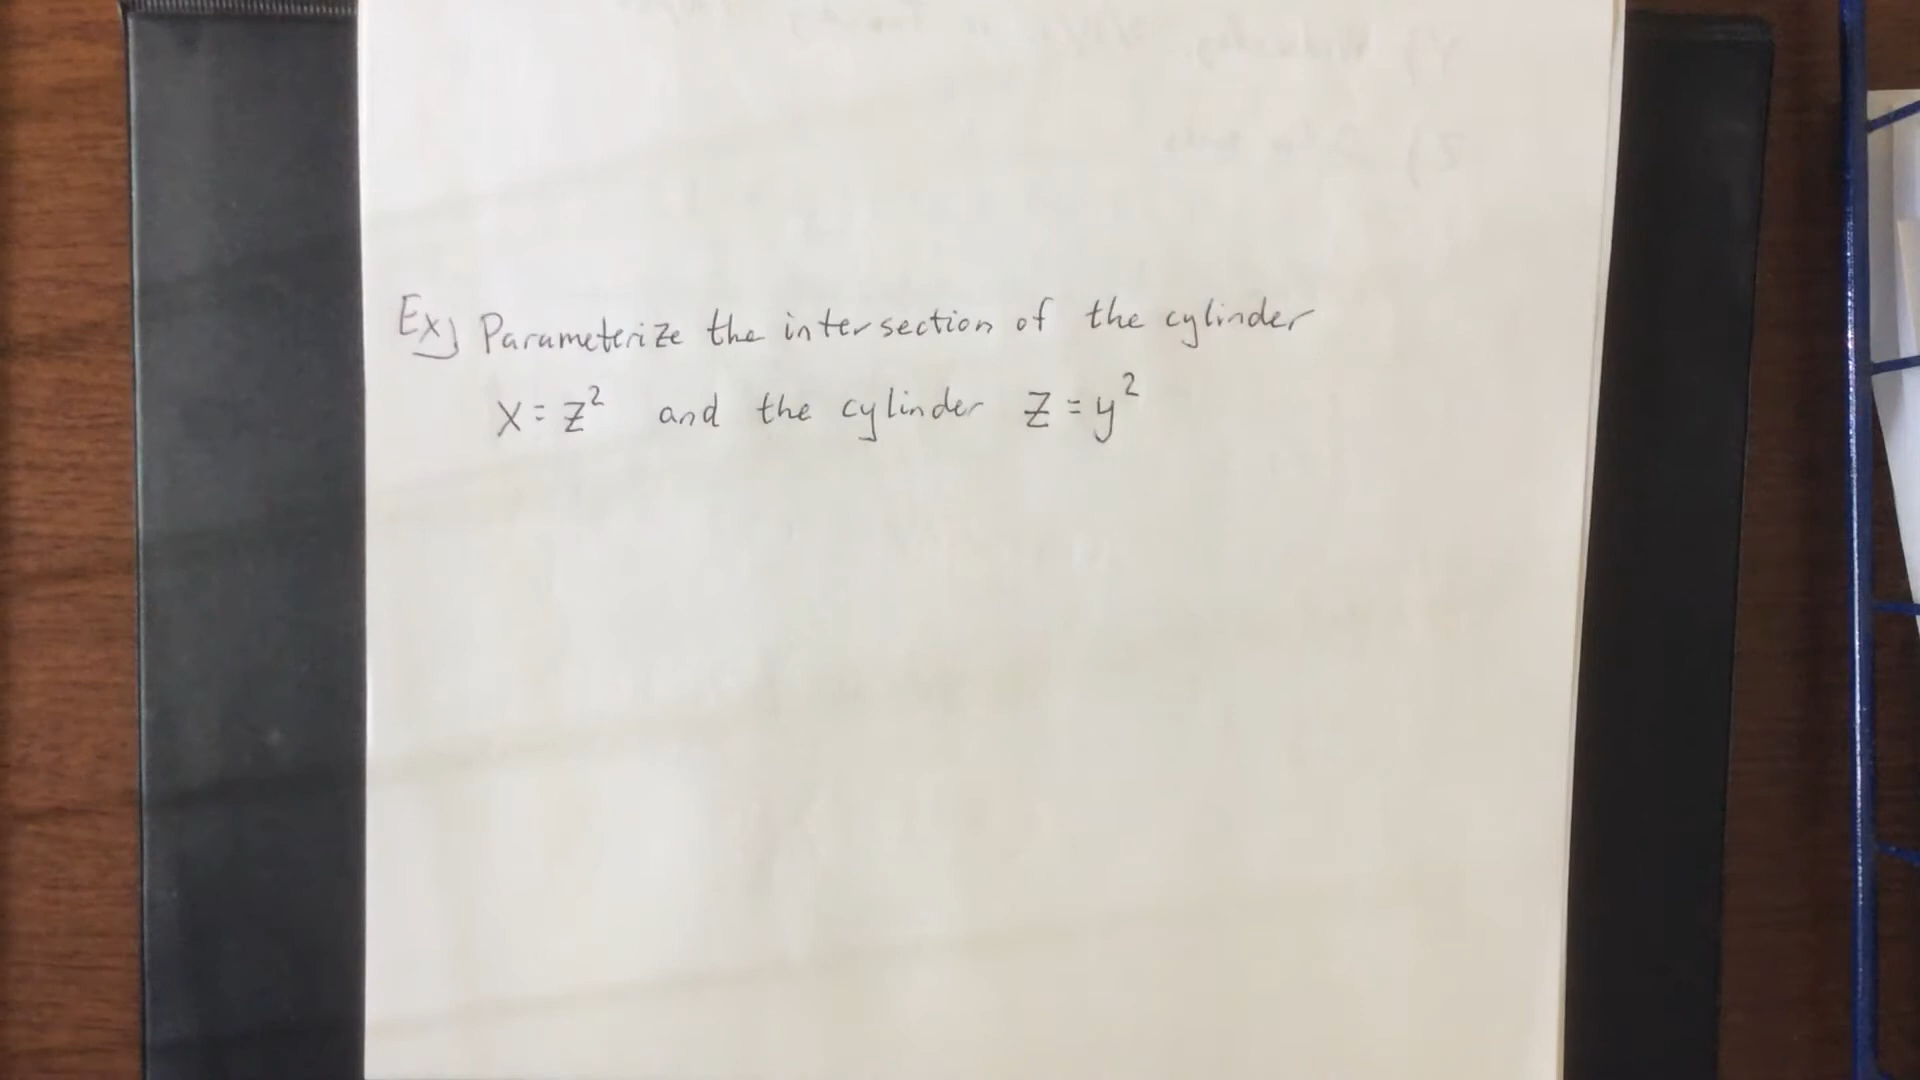 Ex) Parameterize the intersection of the cylinder
x = z² and the cylinder z = y²